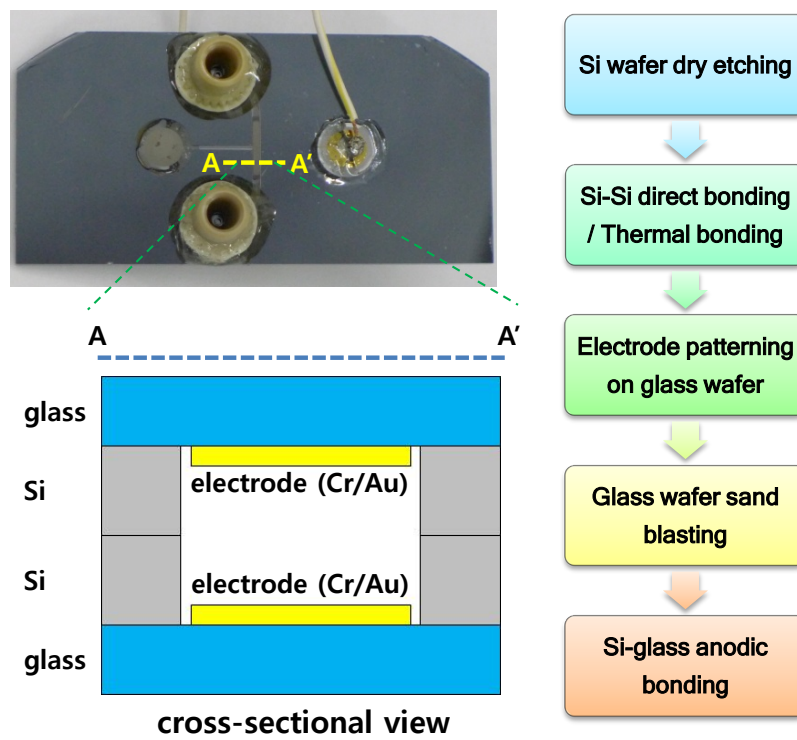 A A’
A A’
glass
Si
electrode (Cr/Au)
Si
electrode (Cr/Au)
glass
cross-sectional view
Si wafer dry etching
Si-Si direct bonding
/ Thermal bonding
Electrode patterning
on glass wafer
Glass wafer sand
blasting
Si-glass anodic
bonding